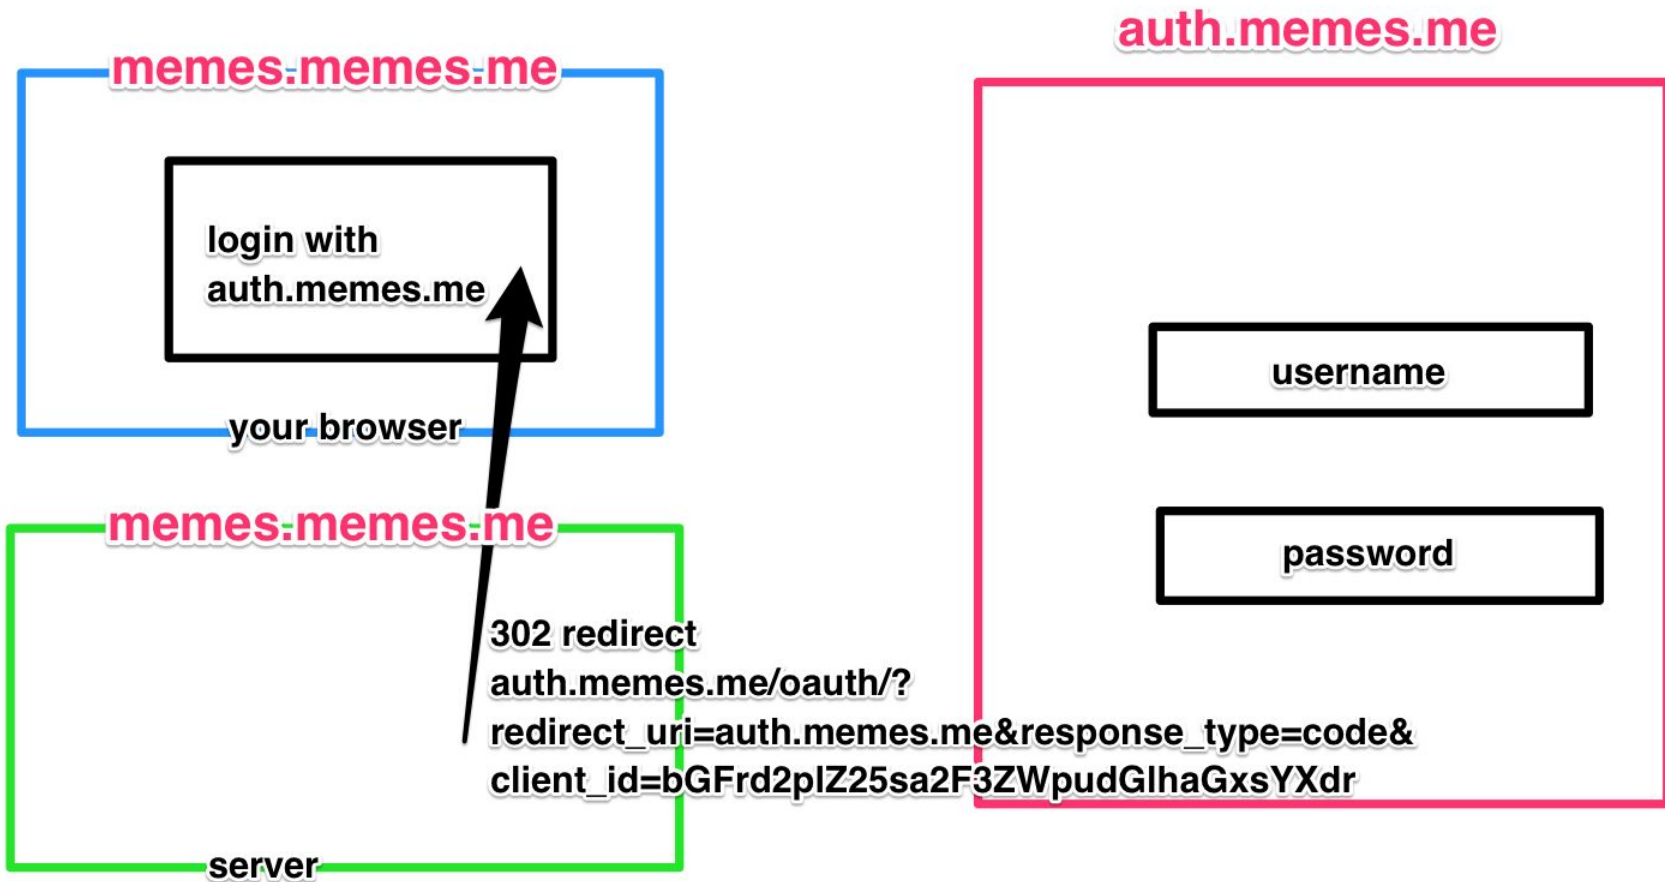 memes.memes.me
login with
auth.memes.me
your browser
memes.memes.me
302 redirect
auth.memes.me/oauth/?
redirect_uri=auth.memes.me&response_type=code&
client_id=bGFrd2plZ25sa2F3ZWpudGlhaGxsYXdr
server
auth.memes.me
username
password